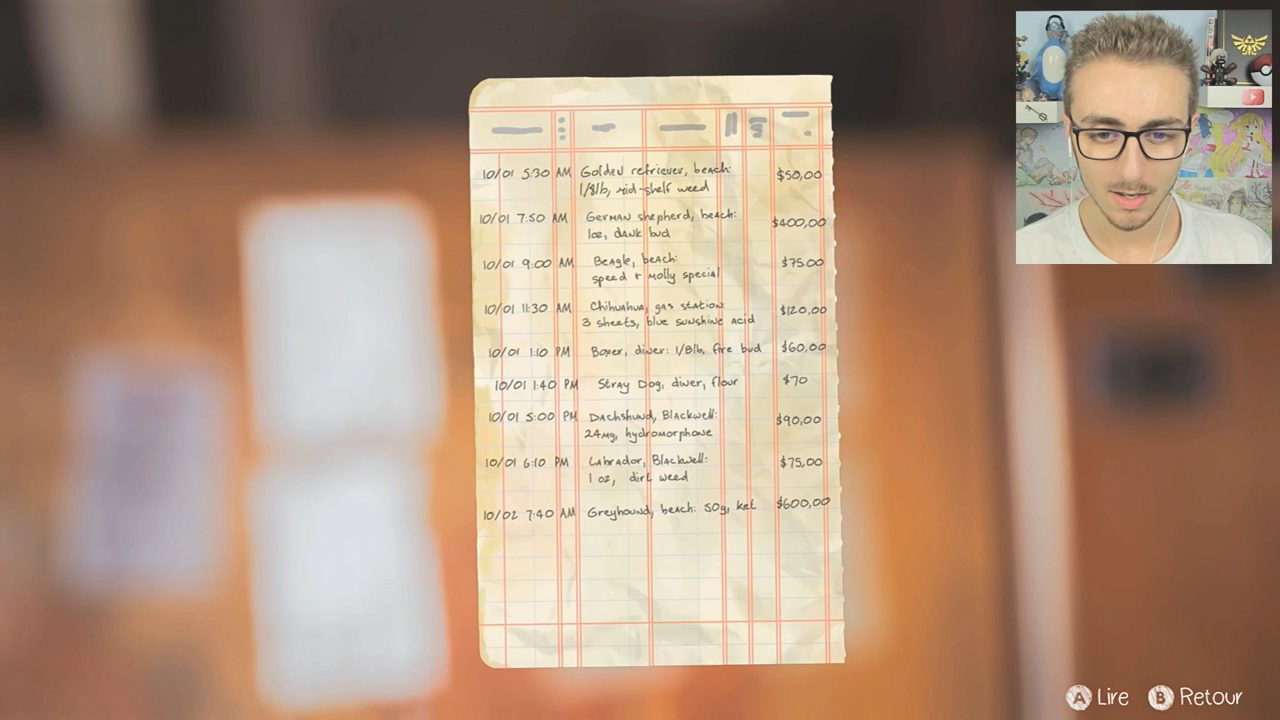 10/01 5:30 AM Golden retriever, beach: $50,00
1/8lb, mid-shelf weed
10/01 7:50 AM German shepherd, beach: $400,00
1oz, dank bud
10/01 9:00 AM Beagle, beach: $75.00
speed + Molly special
10/01 11:30 AM Chihuahua, gas station: $120,00
3 sheets, blue sunshine acid
10/01 1:10 PM Boxer, diner: 1/8lb, fire bud $60,00
10/01 1:40 PM Stray Dog, diner, flour $70
10/01 5:00 PM Dachshund, Blackwell: $90,00
24mg, hydromorphone
10/01 6:10 PM Labrador, Blackwell: $75,00
1 oz, dirt weed
10/02 7:40 AM Greyhound, beach: 50g, ket $600,00
A Lire B Retour